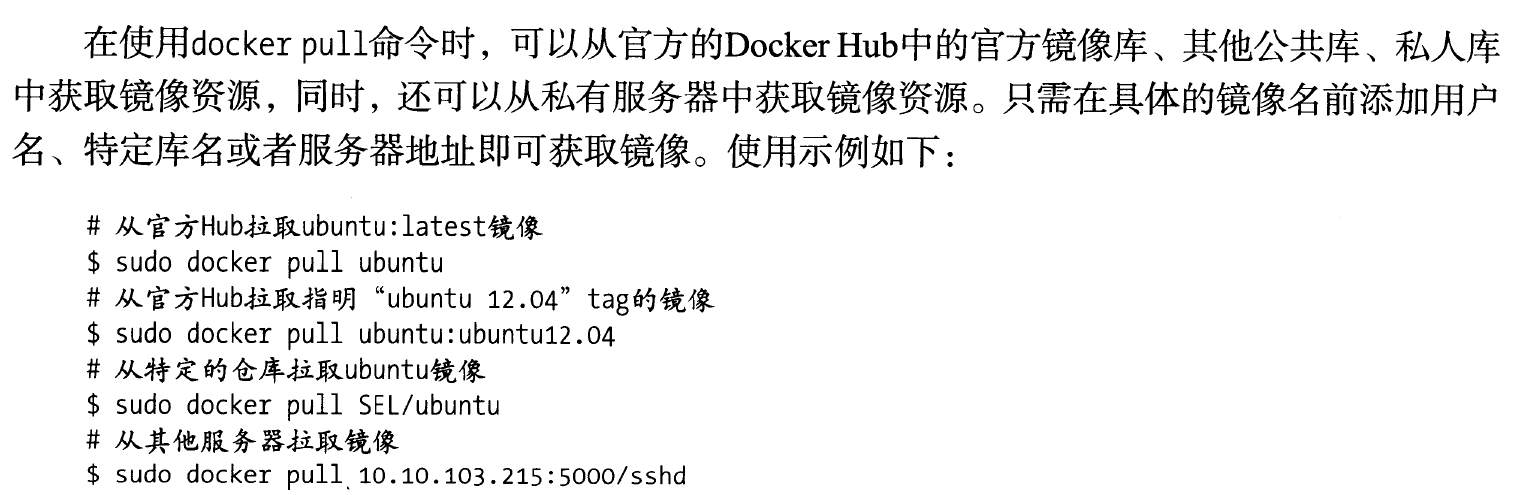 在使用docker pull命令时，可以从官方的Docker Hub中的官方镜像库、其他公共库、私人库
中获取镜像资源，同时，还可以从私有服务器中获取镜像资源。只需在具体的镜像名前添加用户
名、特定库名或者服务器地址即可获取镜像。使用示例如下：
# 从官方Hub拉取ubuntu:latest镜像
$ sudo docker pull ubuntu
# 从官方Hub拉取指明“ubuntu 12.04”tag的镜像
$ sudo docker pull ubuntu:ubuntu12.04
# 从特定的仓库拉取ubuntu镜像
$ sudo docker pull SEL/ubuntu
# 从其他服务器拉取镜像
$ sudo docker pull 10.10.103.215:5000/sshd